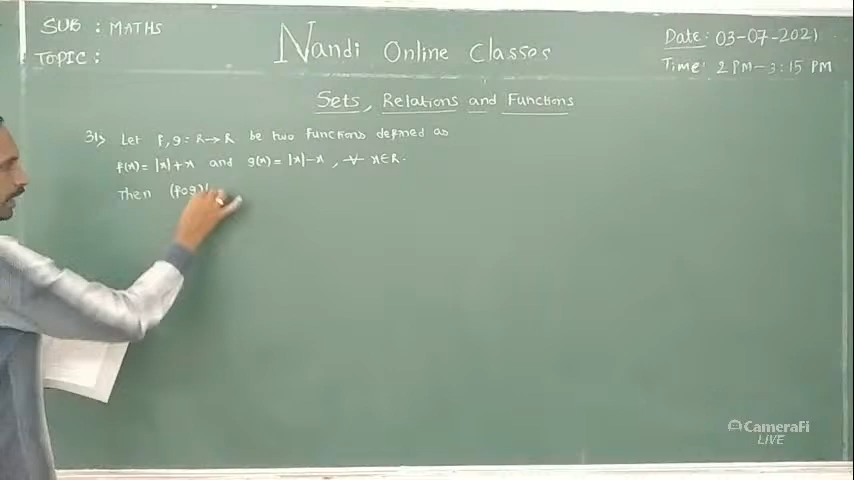 SUB : MATHS
TOPIC :
Nandi Online Classes
Date: 03-07-2021
Time: 2 PM-3:15 PM
Sets, Relations and Functions
31) Let f, g : R→R be two functions defined as
f(x) = |x|+x and g(x) = |x|-x , ∀ x∈R.
Then (fog)(
CameraFi
LIVE